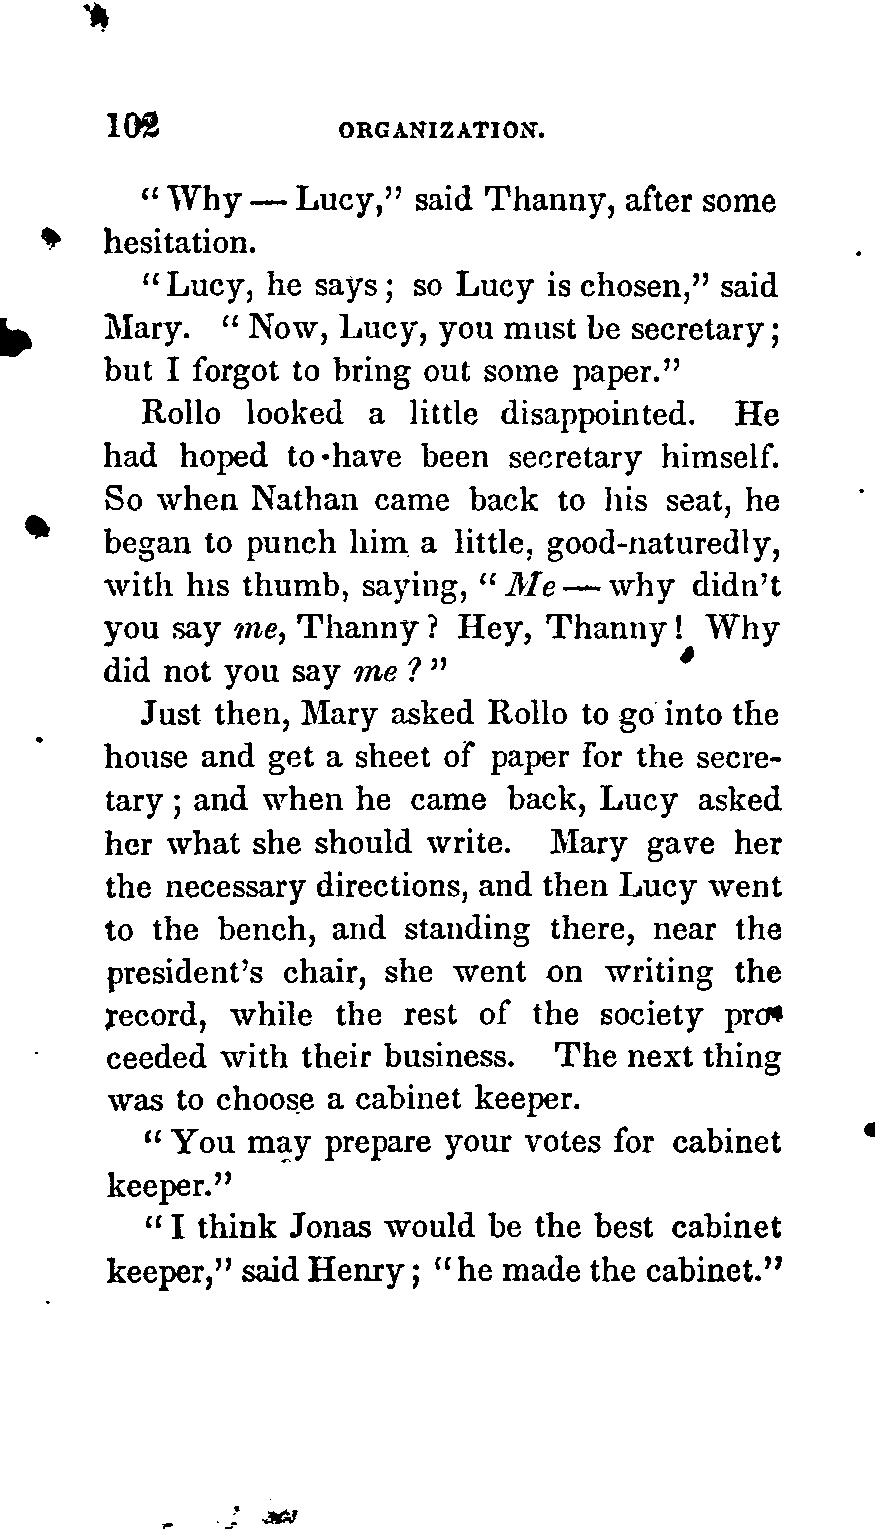 102 ORGANIZATION.
“Why — Lucy,” said Thanny, after some
hesitation.
“Lucy, he says; so Lucy is chosen,” said
Mary. “Now, Lucy, you must be secretary;
but I forgot to bring out some paper.”
Rollo looked a little disappointed. He
had hoped to have been secretary himself.
So when Nathan came back to his seat, he
began to punch him a little, good-naturedly,
with his thumb, saying, “Me — why didn’t
you say me, Thanny? Hey, Thanny! Why
did not you say me?”
Just then, Mary asked Rollo to go into the
house and get a sheet of paper for the secre-
tary; and when he came back, Lucy asked
her what she should write. Mary gave her
the necessary directions, and then Lucy went
to the bench, and standing there, near the
president’s chair, she went on writing the
record, while the rest of the society pro-
ceeded with their business. The next thing
was to choose a cabinet keeper.
“You may prepare your votes for cabinet
keeper.”
“I think Jonas would be the best cabinet
keeper,” said Henry; “he made the cabinet.”